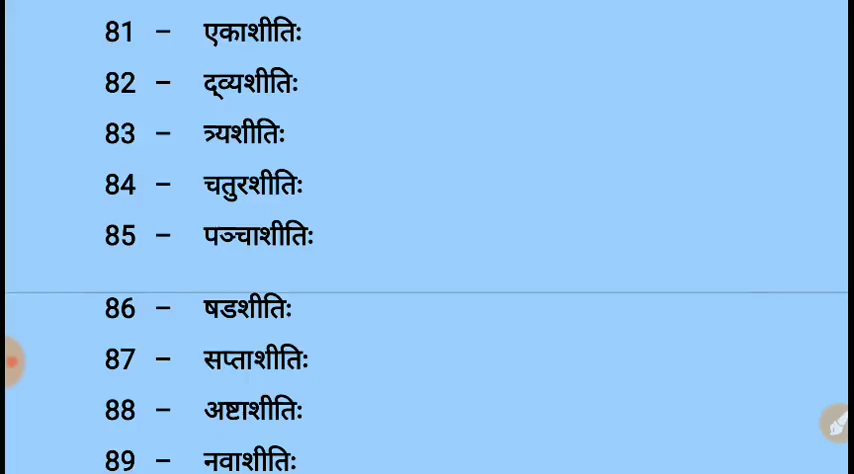 81 – एकाशीतिः
82 – द्व्यशीतिः
83 – त्र्यशीतिः
84 – चतुरशीतिः
85 – पञ्चाशीतिः
86 – षडशीतिः
87 – सप्ताशीतिः
88 – अष्टाशीतिः
89 – नवाशीतिः